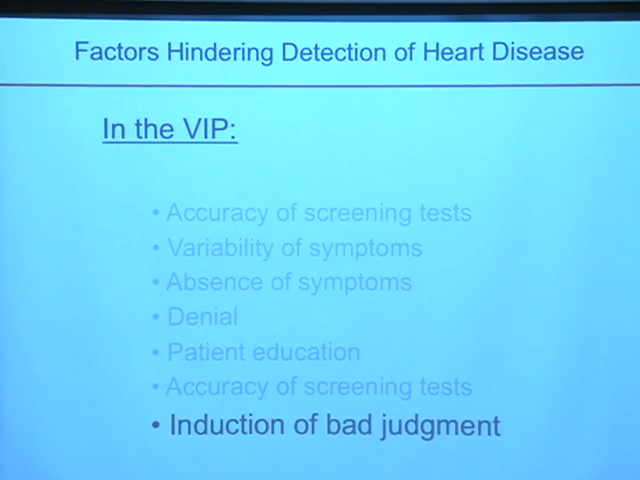 Factors Hindering Detection of Heart Disease
In the VIP:
• Accuracy of screening tests
• Variability of symptoms
• Absence of symptoms
• Denial
• Patient education
• Accuracy of screening tests
• Induction of bad judgment